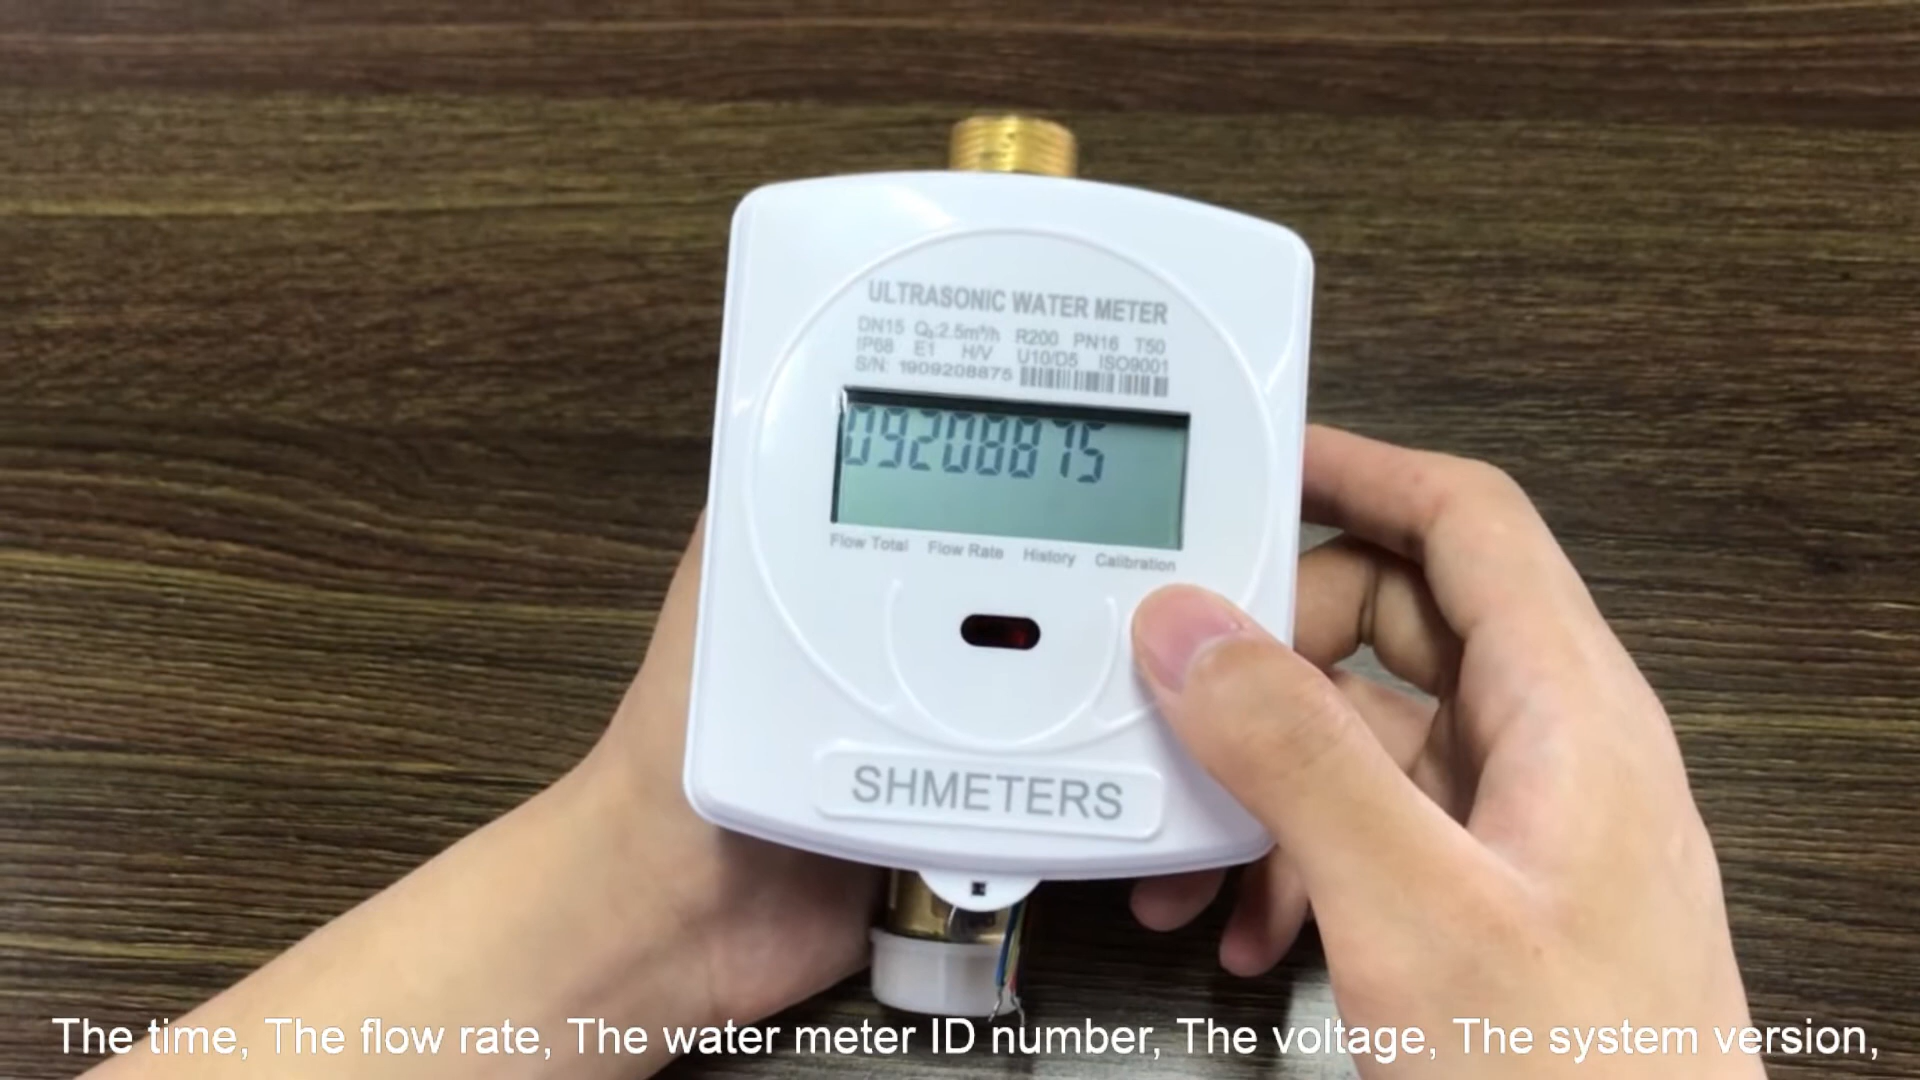 ULTRASONIC WATER METER
DN15 Q₃:2.5m³/h R200 PN16 T50
IP68 E1 H/V U10/D5 ISO9001
S/N: 1909208875
09208875
Flow Total Flow Rate History Calibration
SHMETERS
The time, The flow rate, The water meter ID number, The voltage, The system version,